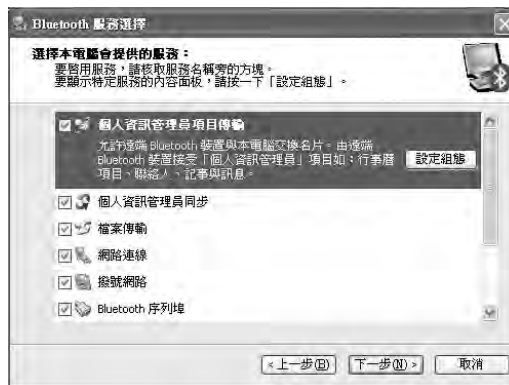 Bluetooth 服務選擇
選擇本電腦會提供的服務：
要啓用服務，請核取服務名稱旁的方塊。
要顯示特定服務的內容面板，請按一下「設定組態」。
個人資訊管理員項目傳輸
允許遠端 Bluetooth 裝置與本電腦交換名片。由遠端
Bluetooth 裝置接受「個人資訊管理員」項目如：行事曆
項目、聯絡人、記事與訊息。
設定組態
個人資訊管理員同步
檔案傳輸
網路連線
撥號網路
Bluetooth 序列埠
<上一步(B)
下一步(N)>
取消